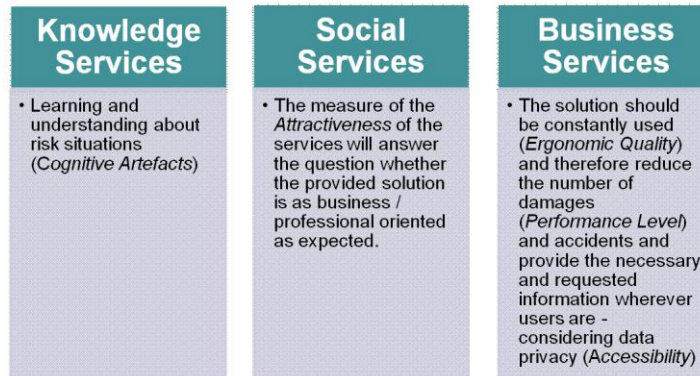 Knowledge
Services
• Learning and
understanding about
risk situations
(Cognitive Artefacts)
Social
Services
• The measure of the
Attractiveness of the
services will answer
the question whether
the provided solution
is as business /
professional oriented
as expected.
Business
Services
• The solution should
be constantly used
(Ergonomic Quality)
and therefore reduce
the number of
damages
(Performance Level)
and accidents and
provide the necessary
and requested
information wherever
users are -
considering data
privacy (Accessibility)